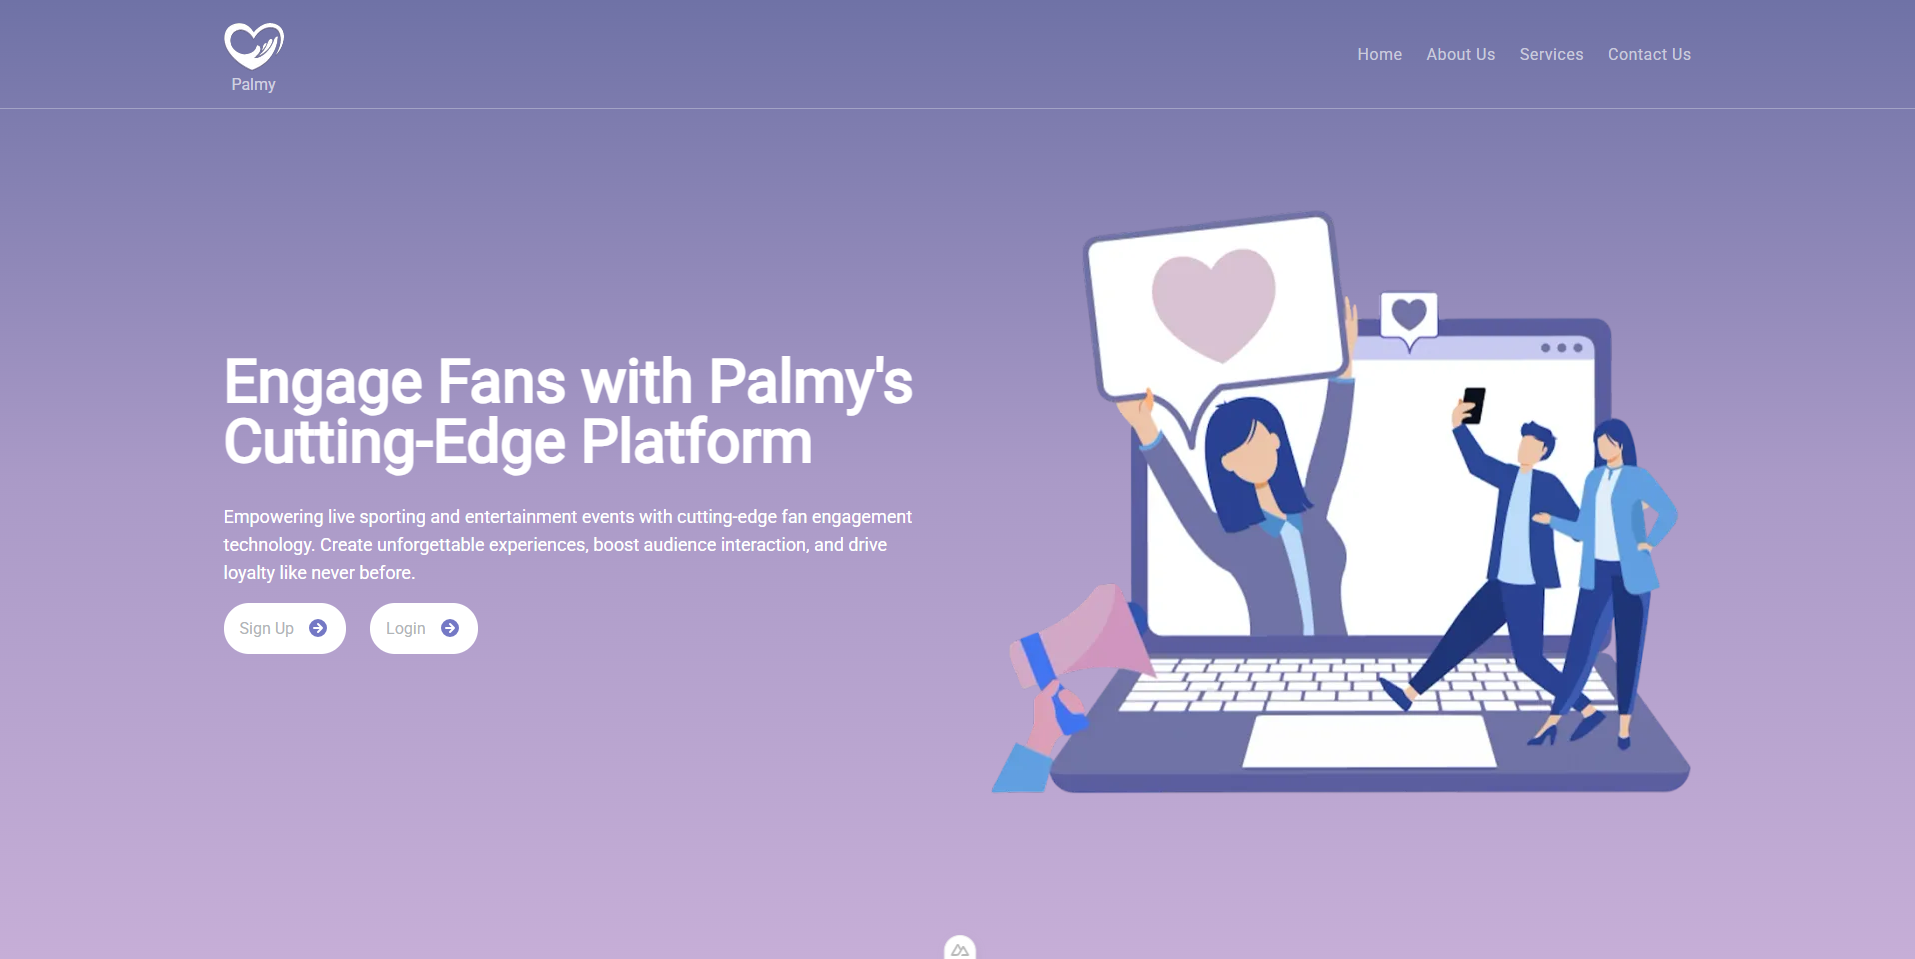 Palmy
Home About Us Services Contact Us
Engage Fans with Palmy's
Cutting-Edge Platform
Empowering live sporting and entertainment events with cutting-edge fan engagement
technology. Create unforgettable experiences, boost audience interaction, and drive
loyalty like never before.
Sign Up Login